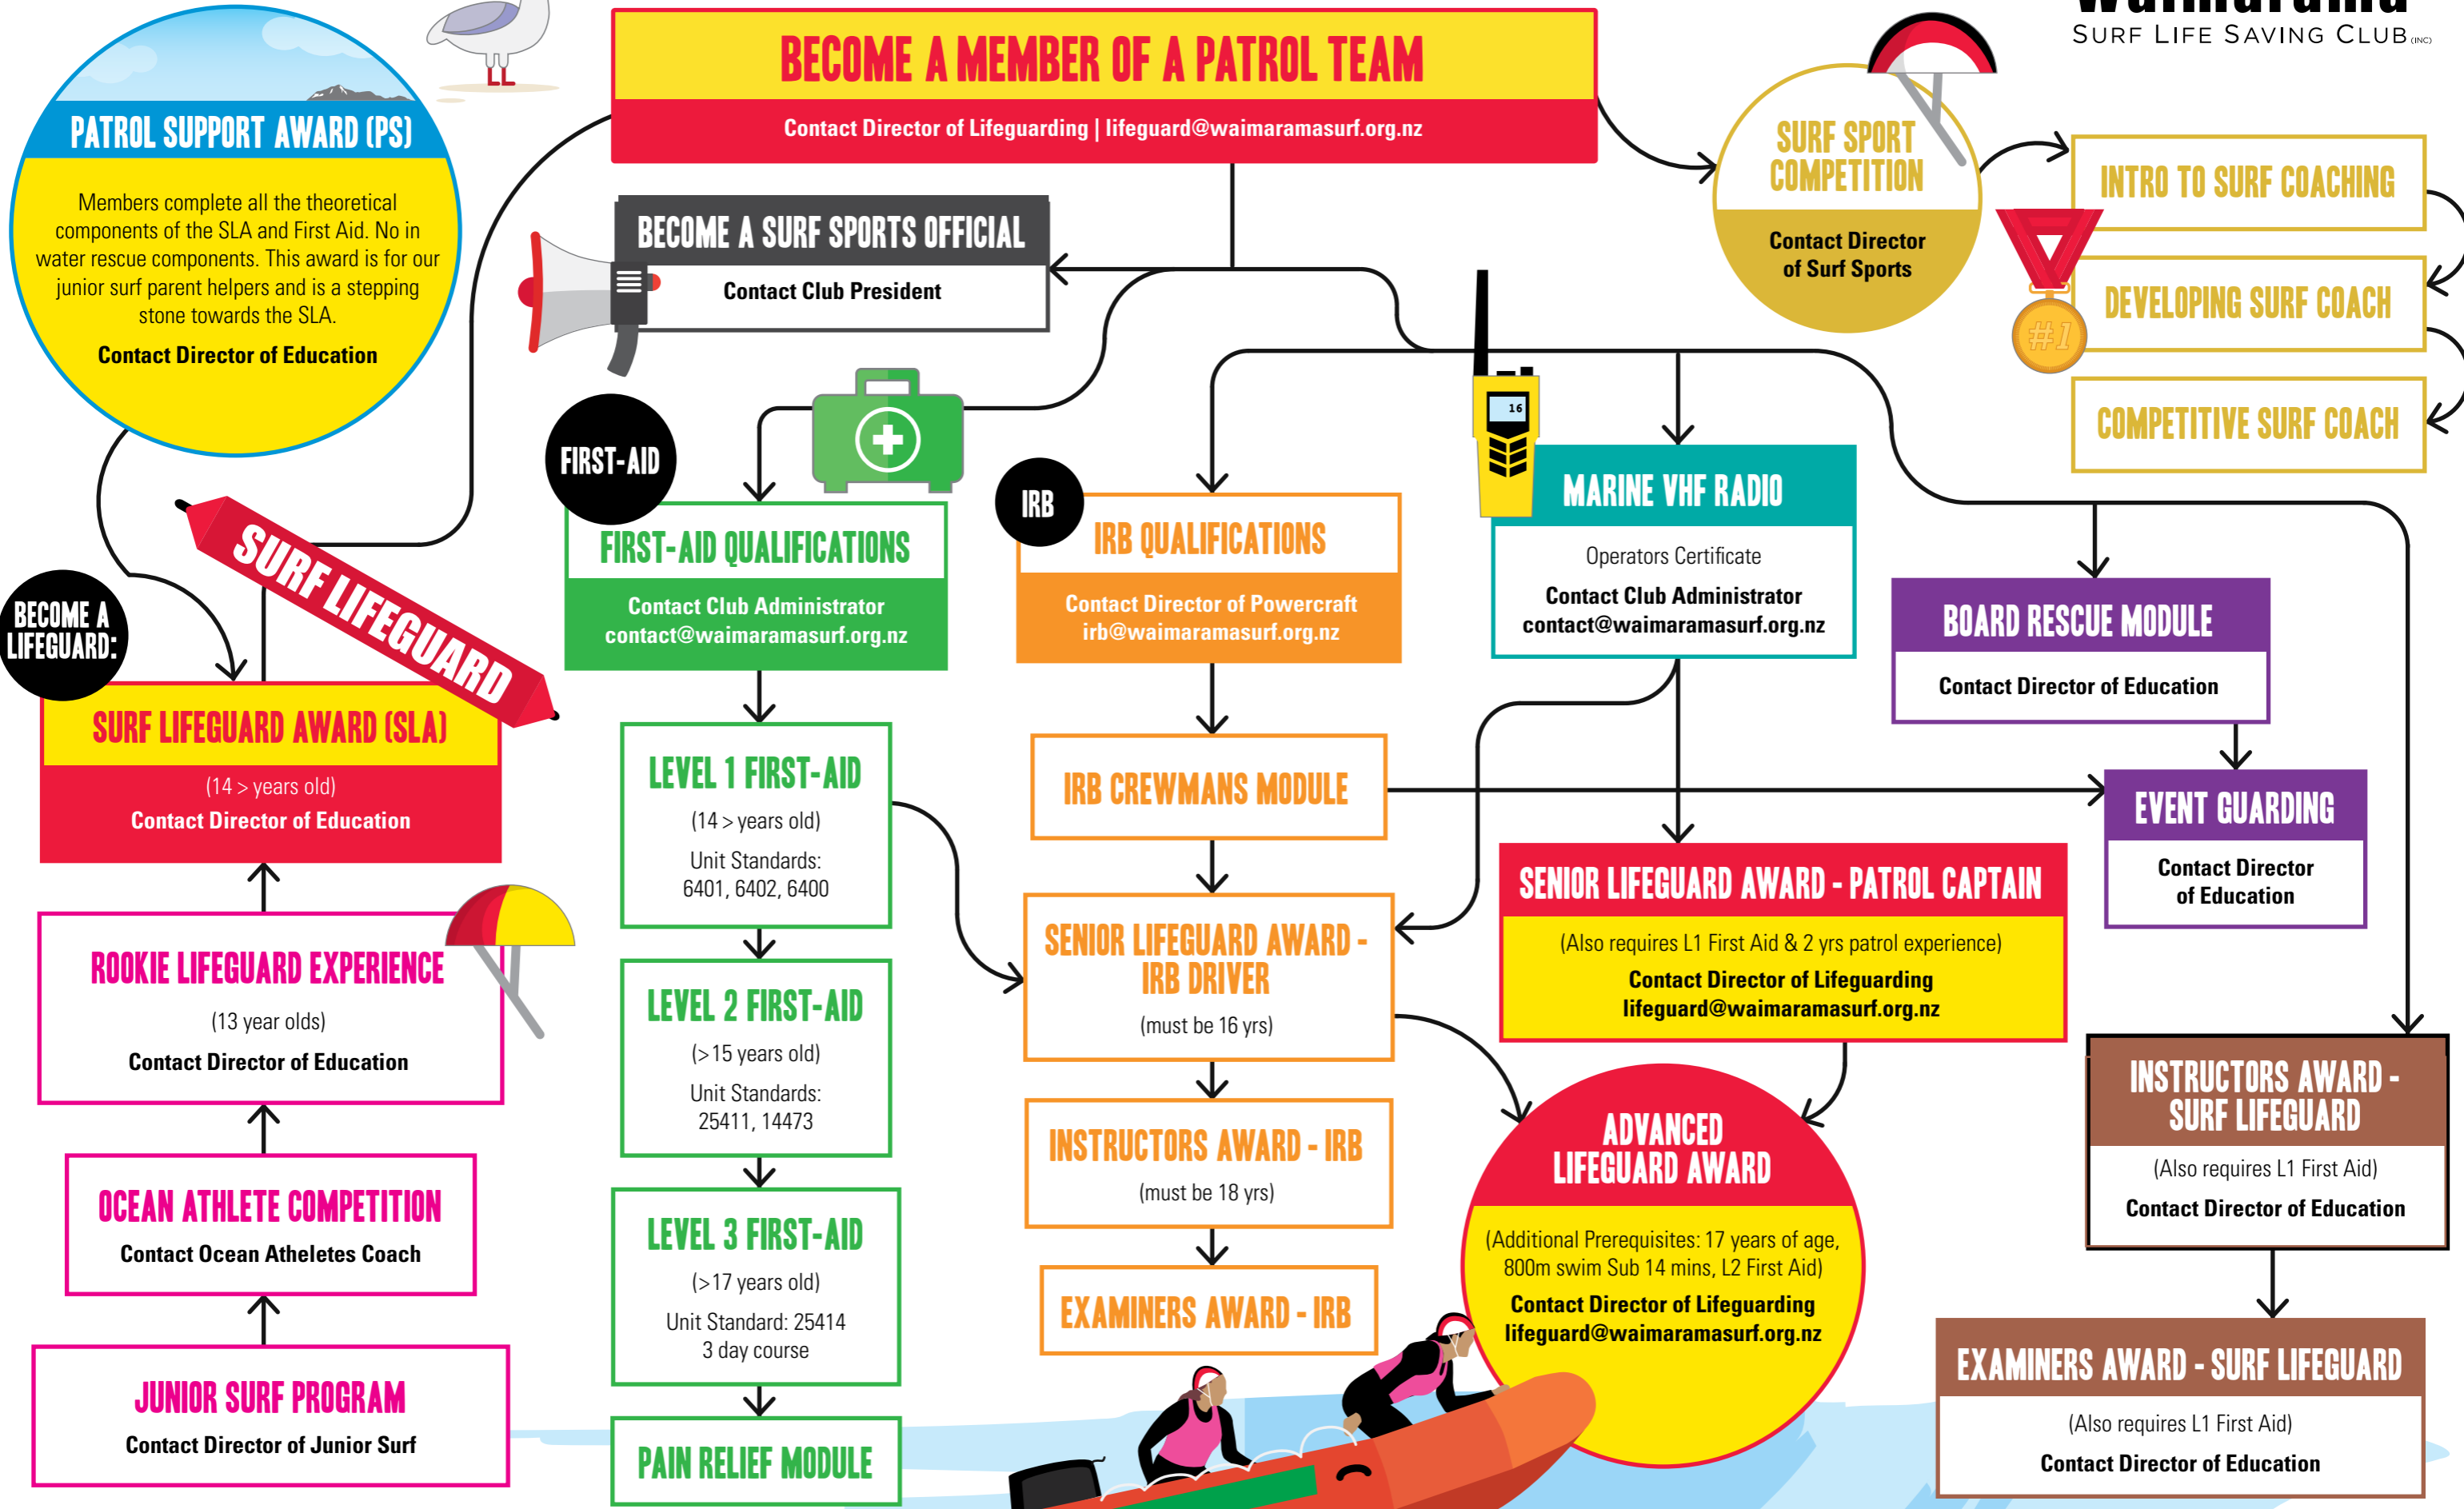 Waimarama
SURF LIFE SAVING CLUB (INC)
BECOME A MEMBER OF A PATROL TEAM
Contact Director of Lifeguarding | lifeguard@waimaramasurf.org.nz
PATROL SUPPORT AWARD (PS)
Members complete all the theoretical
components of the SLA and First Aid. No in
water rescue components. This award is for our
junior surf parent helpers and is a stepping
stone towards the SLA.
Contact Director of Education
BECOME A SURF SPORTS OFFICIAL
Contact Club President
SURF SPORT
COMPETITION
Contact Director
of Surf Sports
INTRO TO SURF COACHING
DEVELOPING SURF COACH
#1
COMPETITIVE SURF COACH
BECOME A
LIFEGUARD:
SURF LIFEGUARD
SURF LIFEGUARD AWARD (SLA)
(14 > years old)
Contact Director of Education
ROOKIE LIFEGUARD EXPERIENCE
(13 year olds)
Contact Director of Education
OCEAN ATHLETE COMPETITION
Contact Ocean Atheletes Coach
JUNIOR SURF PROGRAM
Contact Director of Junior Surf
FIRST-AID
FIRST-AID QUALIFICATIONS
Contact Club Administrator
contact@waimaramasurf.org.nz
LEVEL 1 FIRST-AID
(14 > years old)
Unit Standards:
6401, 6402, 6400
LEVEL 2 FIRST-AID
(>15 years old)
Unit Standards:
25411, 14473
LEVEL 3 FIRST-AID
(>17 years old)
Unit Standard: 25414
3 day course
PAIN RELIEF MODULE
IRB
IRB QUALIFICATIONS
Contact Director of Powercraft
irb@waimaramasurf.org.nz
IRB CREWMANS MODULE
SENIOR LIFEGUARD AWARD -
IRB DRIVER
(must be 16 yrs)
INSTRUCTORS AWARD - IRB
(must be 18 yrs)
EXAMINERS AWARD - IRB
16
MARINE VHF RADIO
Operators Certificate
Contact Club Administrator
contact@waimaramasurf.org.nz
SENIOR LIFEGUARD AWARD - PATROL CAPTAIN
(Also requires L1 First Aid & 2 yrs patrol experience)
Contact Director of Lifeguarding
lifeguard@waimaramasurf.org.nz
ADVANCED
LIFEGUARD AWARD
(Additional Prerequisites: 17 years of age,
800m swim Sub 14 mins, L2 First Aid)
Contact Director of Lifeguarding
lifeguard@waimaramasurf.org.nz
BOARD RESCUE MODULE
Contact Director of Education
EVENT GUARDING
Contact Director
of Education
INSTRUCTORS AWARD -
SURF LIFEGUARD
(Also requires L1 First Aid)
Contact Director of Education
EXAMINERS AWARD - SURF LIFEGUARD
(Also requires L1 First Aid)
Contact Director of Education